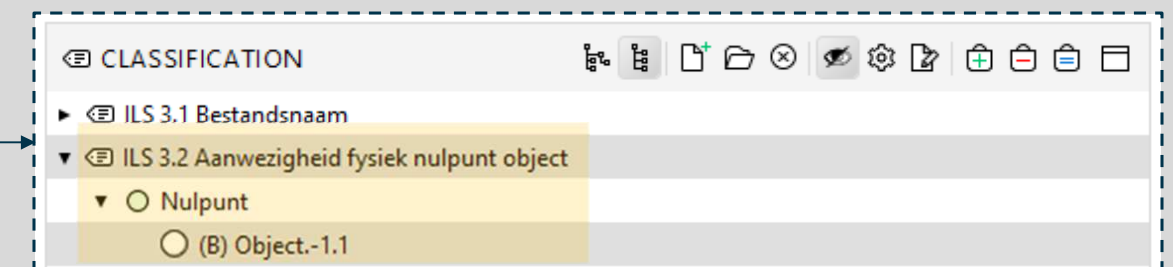 CLASSIFICATION
ILS 3.1 Bestandsnaam
ILS 3.2 Aanwezigheid fysiek nulpunt object
Nulpunt
(B) Object.-1.1